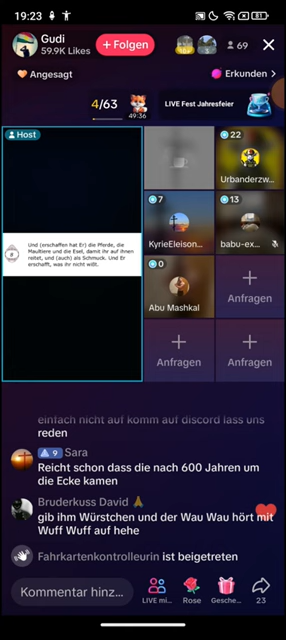 19:23
81
Gudi
59.9K Likes
+ Folgen
69
Angesagt
Erkunden >
4/63
49:36
LIVE Fest Jahresfeier
Host
Und (erschaffen hat Er) die Pferde, die
Maultiere und die Esel, damit ihr auf ihnen
reitet, und (auch) als Schmuck. Und Er
erschafft, was ihr nicht wißt.
8
22
Urbanderzw...
7
KyrieEleison...
13
babu-ex...
0
Abu Mashkal
Anfragen
Anfragen
Anfragen
einfach nicht auf komm auf discord lass uns
reden
9 Sara
Reicht schon dass die nach 600 Jahren um
die Ecke kamen
Bruderkuss David
gib ihm Würstchen und der Wau Wau hört mit
Wuff Wuff auf hehe
Fahrkartenkontrolleurin ist beigetreten
Kommentar hinz...
LIVE mi...
Rose
Gesche...
23